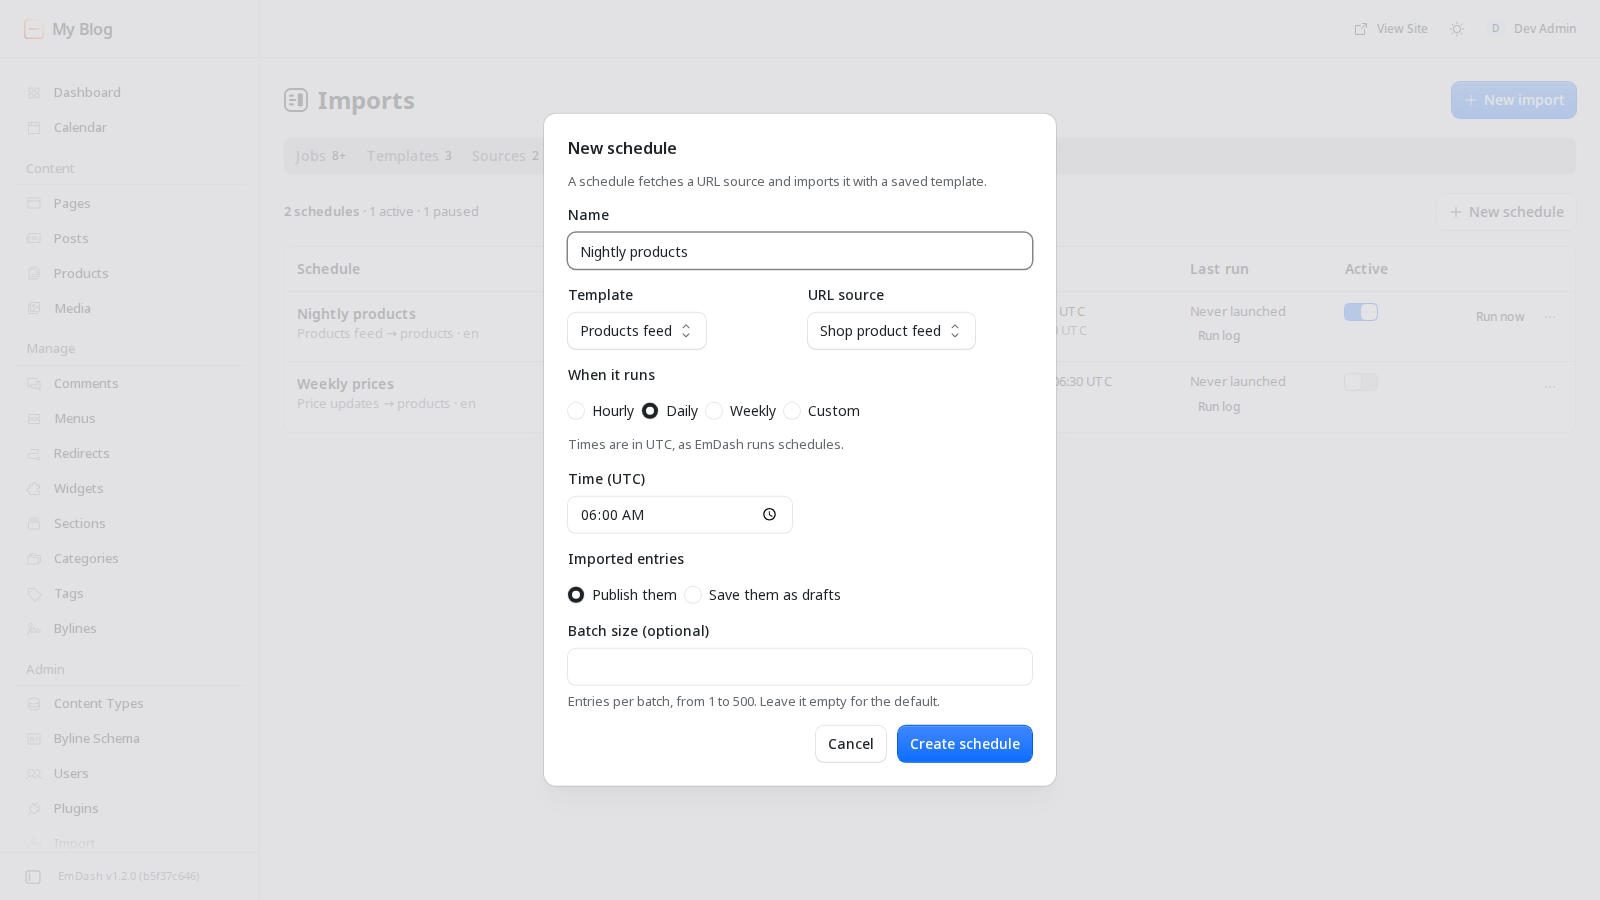 My Blog
View Site
D
Dev Admin
Dashboard
Calendar
Content
Pages
Posts
Products
Media
Manage
Comments
Menus
Redirects
Widgets
Sections
Categories
Tags
Bylines
Admin
Content Types
Byline Schema
Users
Plugins
Import
EmDash v1.2.0 (b5f37c646)
Imports
New import
Jobs 8+ Templates 3 Sources 2
2 schedules · 1 active · 1 paused
New schedule
Schedule
Last run
Active
Nightly products
Products feed → products · en
UTC
UTC
Never launched
Run log
Run now
Weekly prices
Price updates → products · en
06:30 UTC
Never launched
Run log
New schedule
A schedule fetches a URL source and imports it with a saved template.
Name
Nightly products
Template
URL source
Products feed
Shop product feed
When it runs
Hourly Daily Weekly Custom
Times are in UTC, as EmDash runs schedules.
Time (UTC)
06:00 AM
Imported entries
Publish them Save them as drafts
Batch size (optional)
Entries per batch, from 1 to 500. Leave it empty for the default.
Cancel
Create schedule